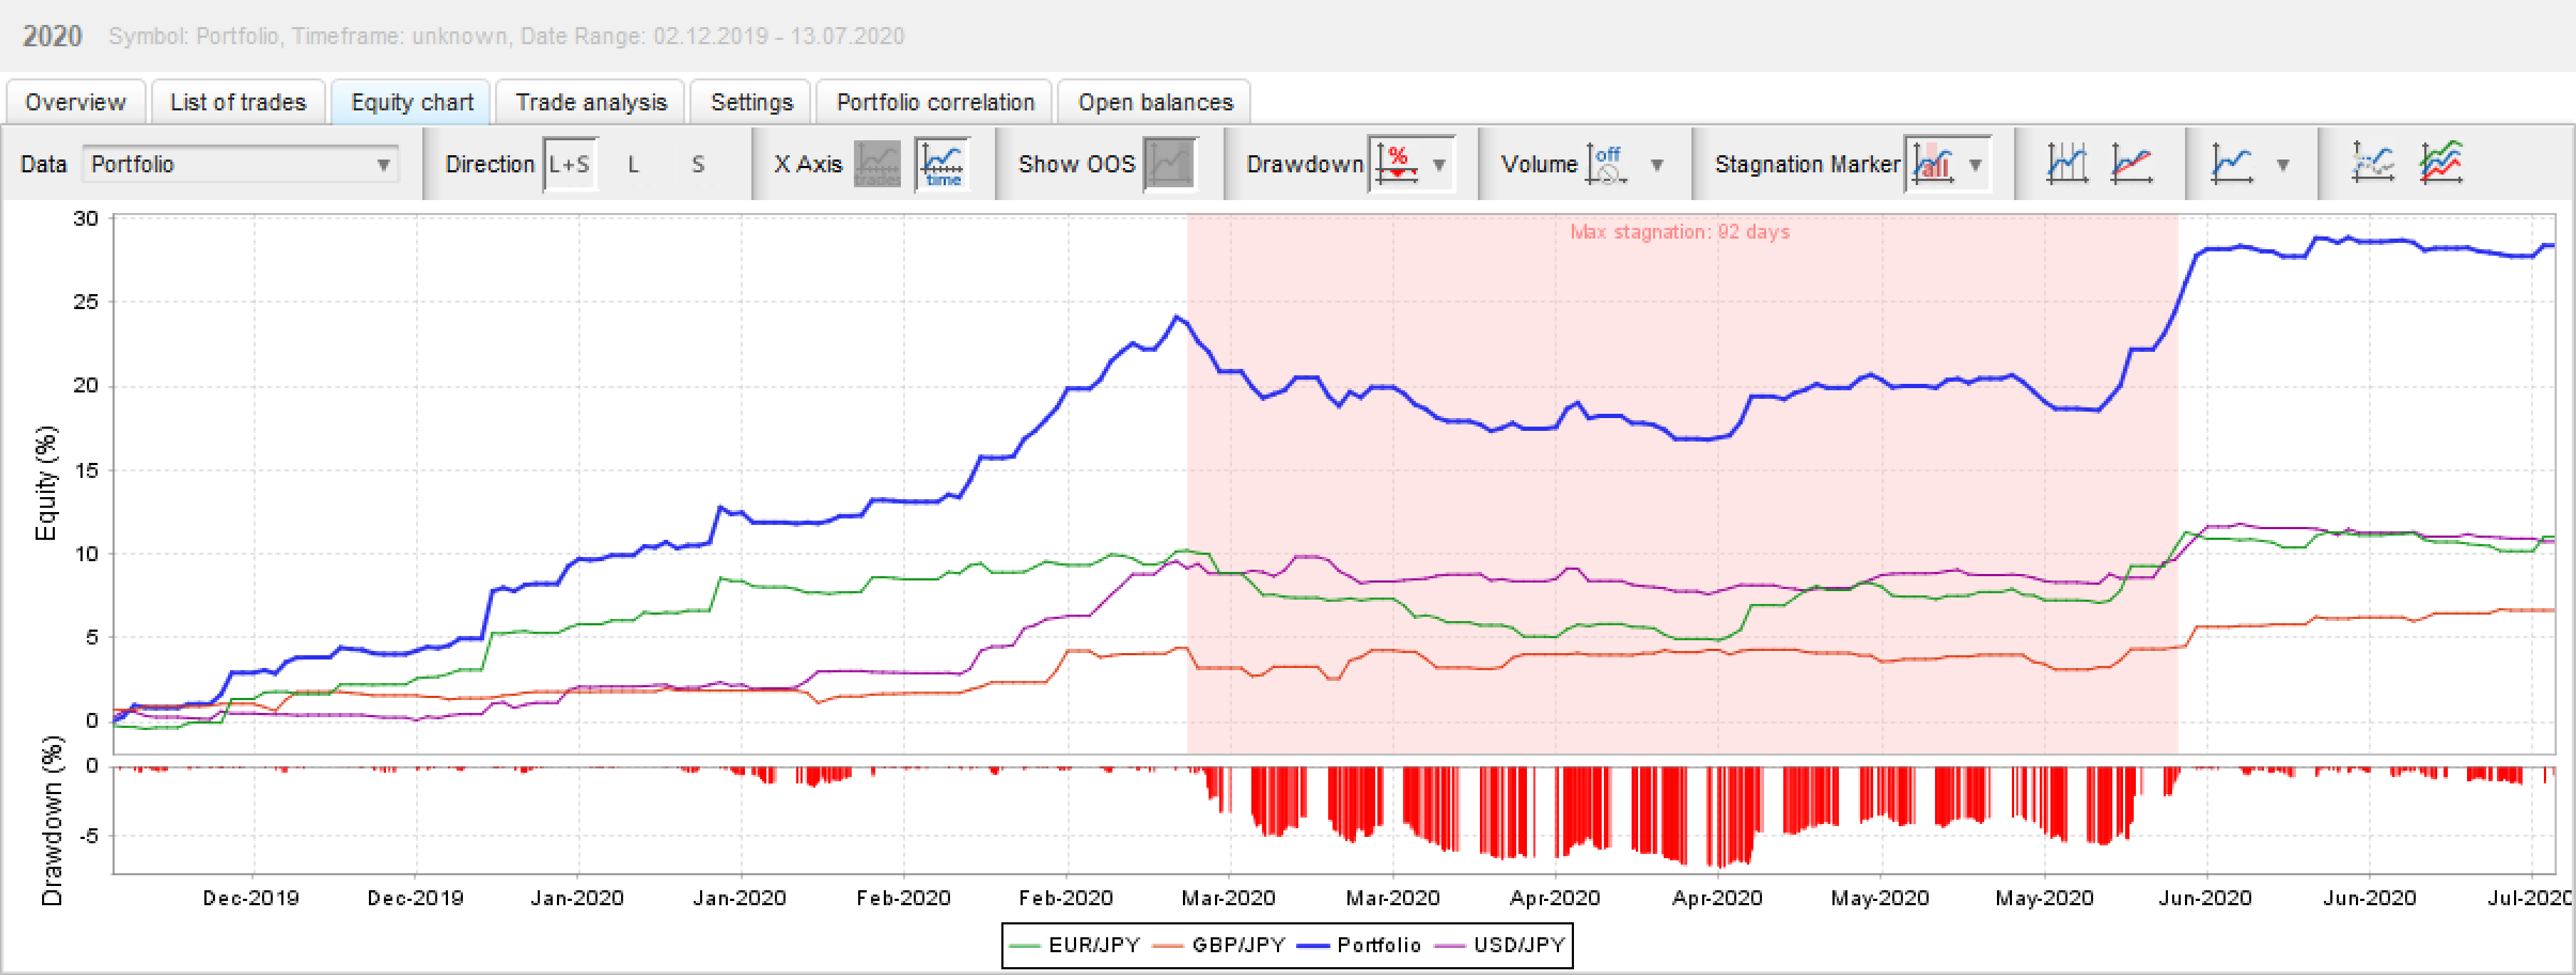 2020 Symbol: Portfolio, Timeframe: unknown, Date Range: 02.12.2019 - 13.07.2020
Overview List of trades Equity chart Trade analysis Settings Portfolio correlation Open balances
Data Portfolio Direction L+S L S X Axis trades time Show OOS Drawdown % Volume off Stagnation Marker all
Max stagnation: 92 days
Equity (%)
30
25
20
15
10
5
0
Drawdown (%)
0
-5
Dec-2019 Dec-2019 Jan-2020 Jan-2020 Feb-2020 Feb-2020 Mar-2020 Mar-2020 Apr-2020 Apr-2020 May-2020 May-2020 Jun-2020 Jun-2020 Jul-2020
EUR/JPY GBP/JPY Portfolio USD/JPY